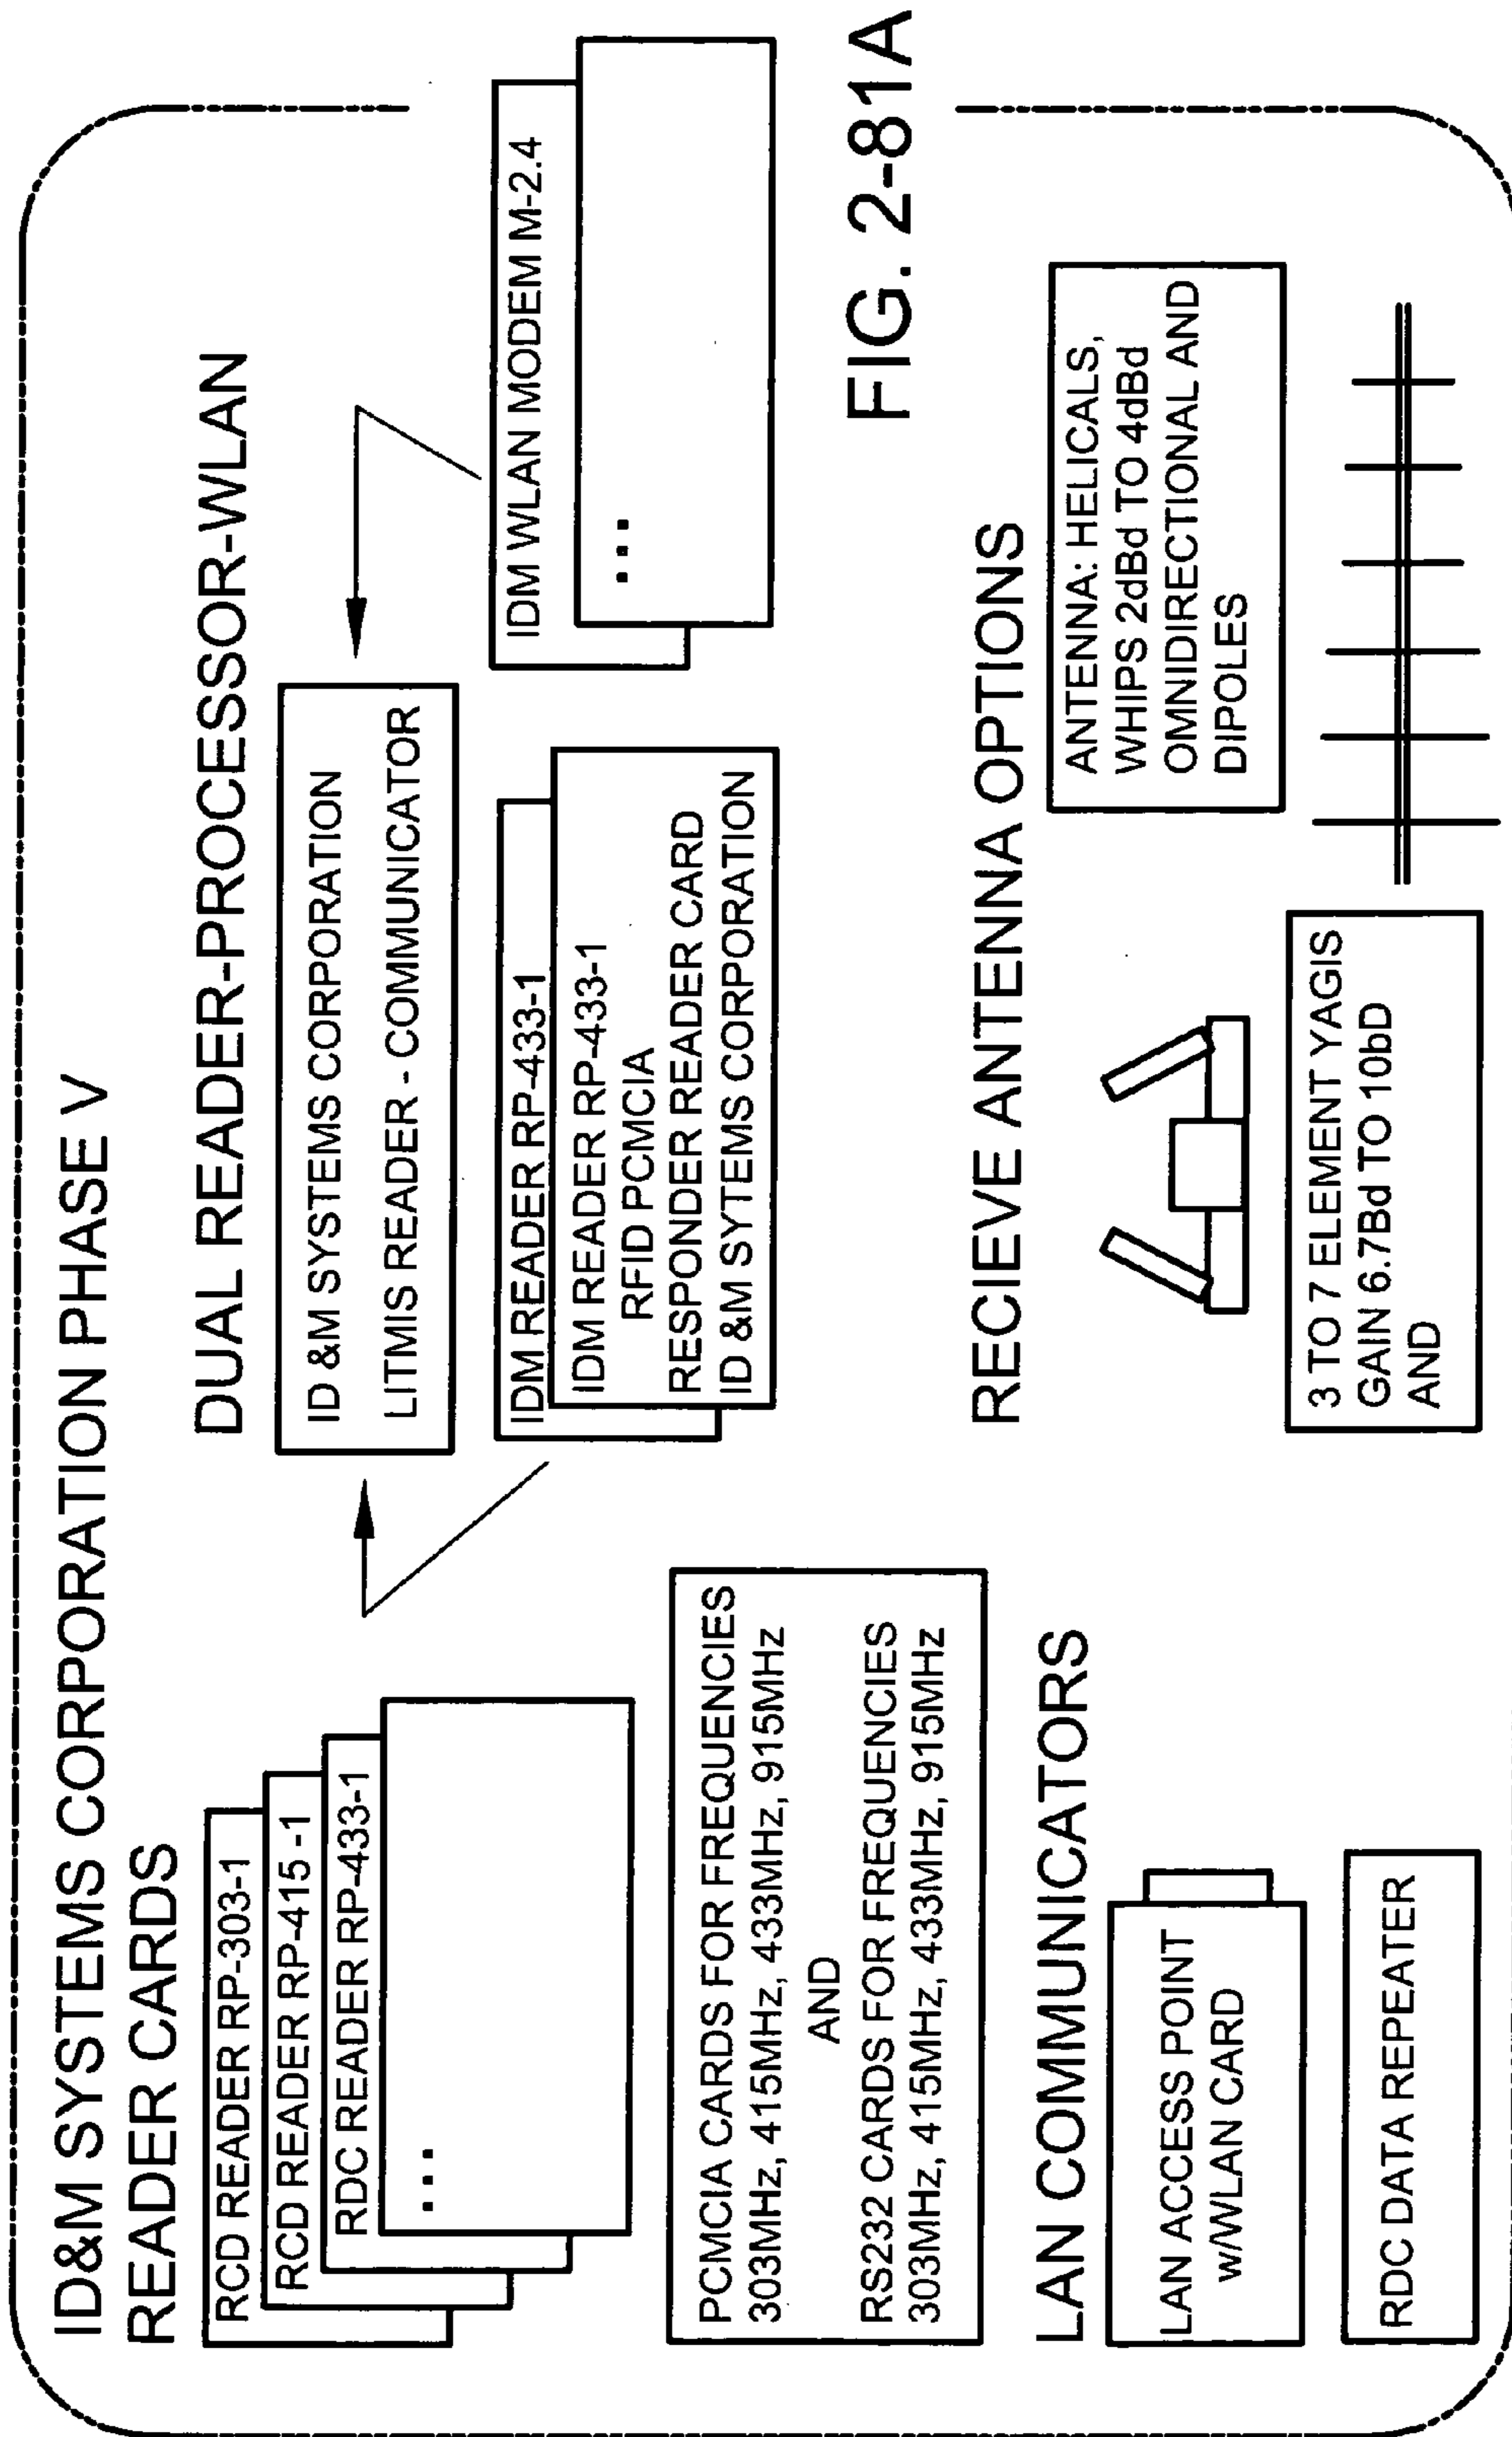 ID&M SYSTEMS CORPORATION PHASE V
READER CARDS
RCD READER RP-303-1
RCD READER RP-415 -1
RDC READER RP-433-1
...
PCMCIA CARDS FOR FREQUENCIES
303MHz, 415MHz, 433MHz, 915MHz
AND
RS232 CARDS FOR FREQUENCIES
303MHz, 415MHz, 433MHz, 915MHz
LAN COMMUNICATORS
LAN ACCESS POINT
w/WLAN CARD
RDC DATA REPEATER
DUAL READER-PROCESSOR-WLAN
ID &M SYSTEMS CORPORATION
LITMIS READER - COMMUNICATOR
IDM READER RP-433-1
IDM READER RP-433-1
RFID PCMCIA
RESPONDER READER CARD
ID &M SYTEMS CORPORATION
IDM WLAN MODEM M-2.4
...
RECIEVE ANTENNA OPTIONS
3 TO 7 ELEMENT YAGIS
GAIN 6.7Bd TO 10bD
AND
ANTENNA: HELICALS,
WHIPS 2dBd TO 4dBd
OMNIDIRECTIONAL AND
DIPOLES
FIG. 2-81A